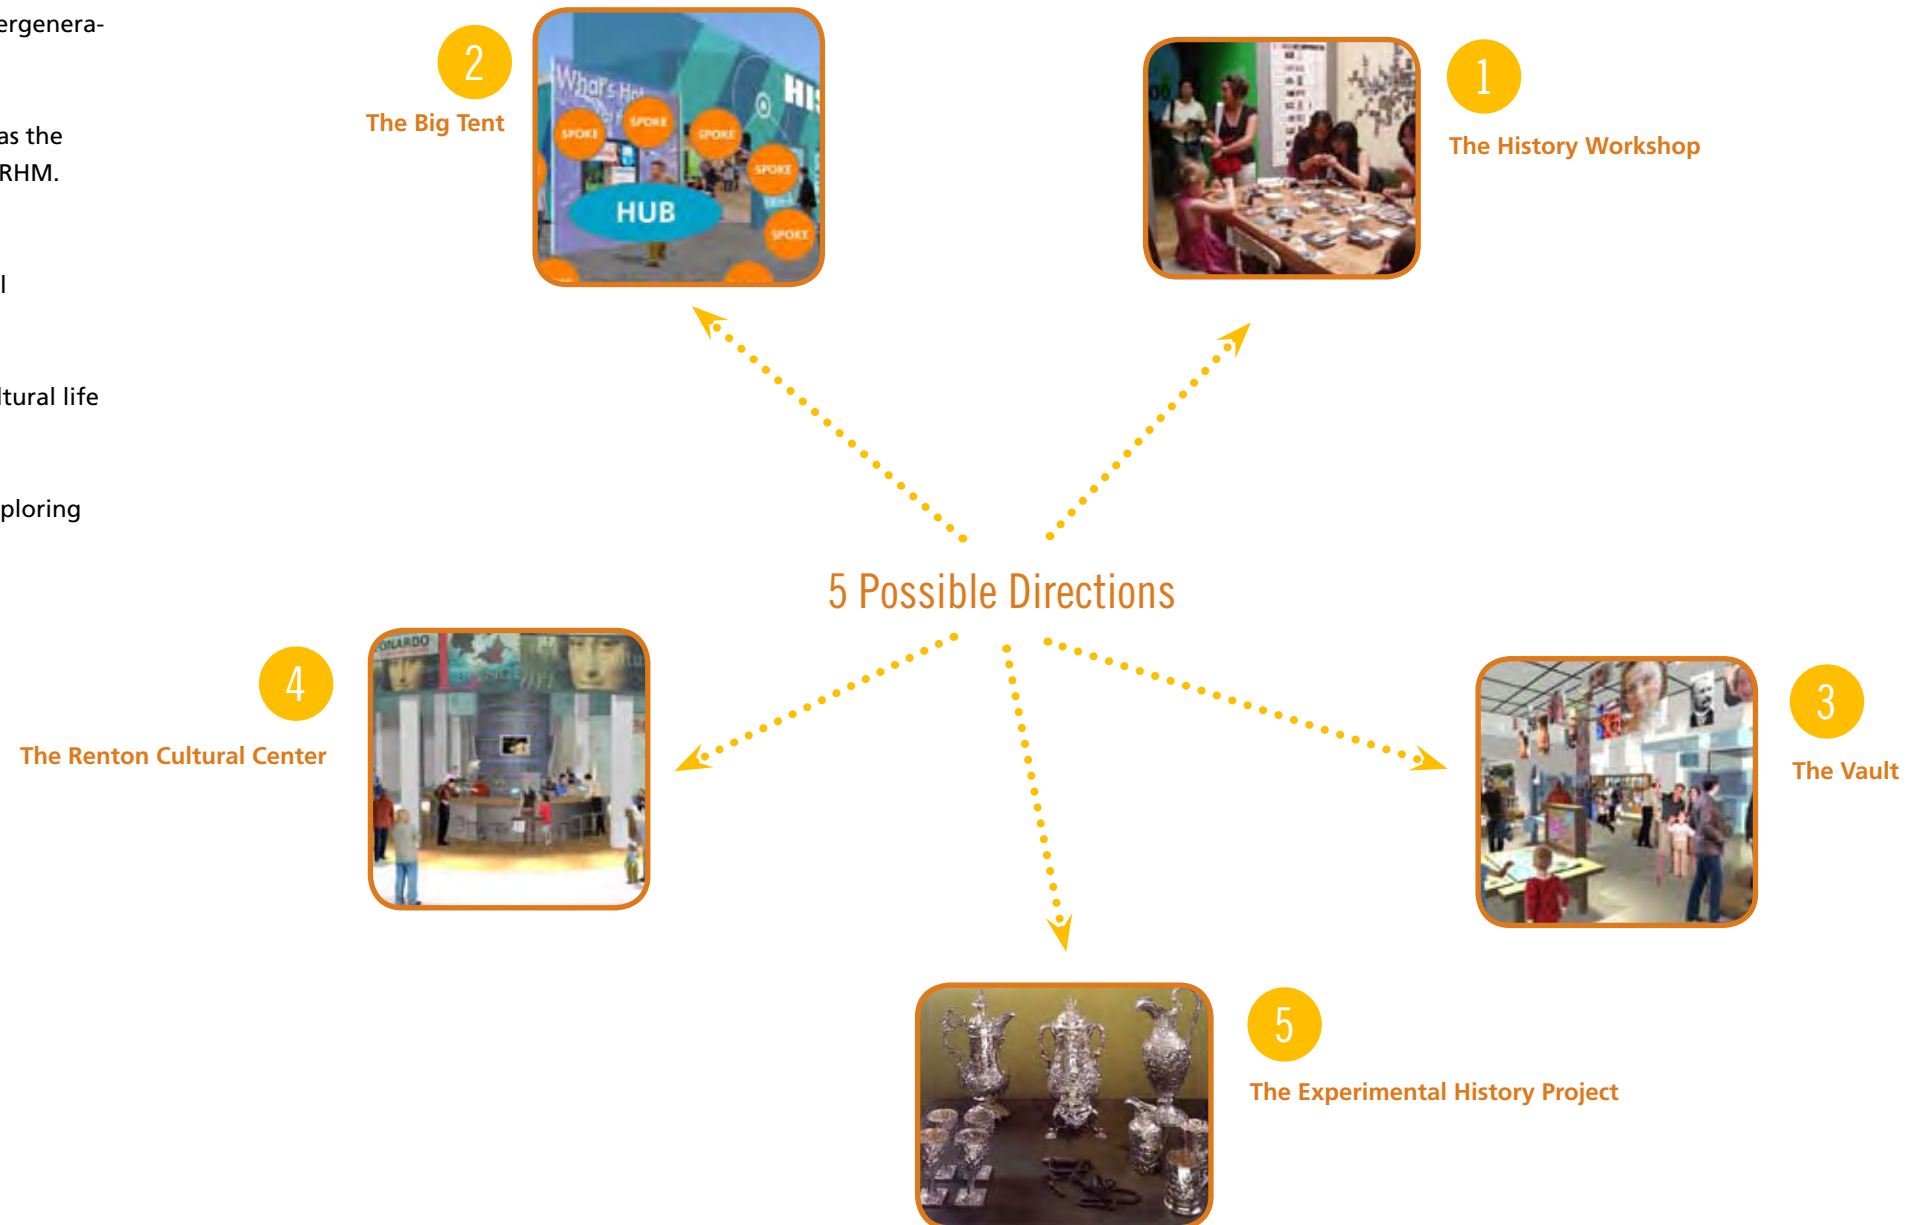 ergenera-
as the
RHM.
l
ltural life
ploring
2
The Big Tent
What's Hot
HIS
SPOKE
SPOKE
SPOKE
SPOKE
SPOKE
HUB
1
The History Workshop
5 Possible Directions
4
The Renton Cultural Center
ONARDO
3
The Vault
5
The Experimental History Project